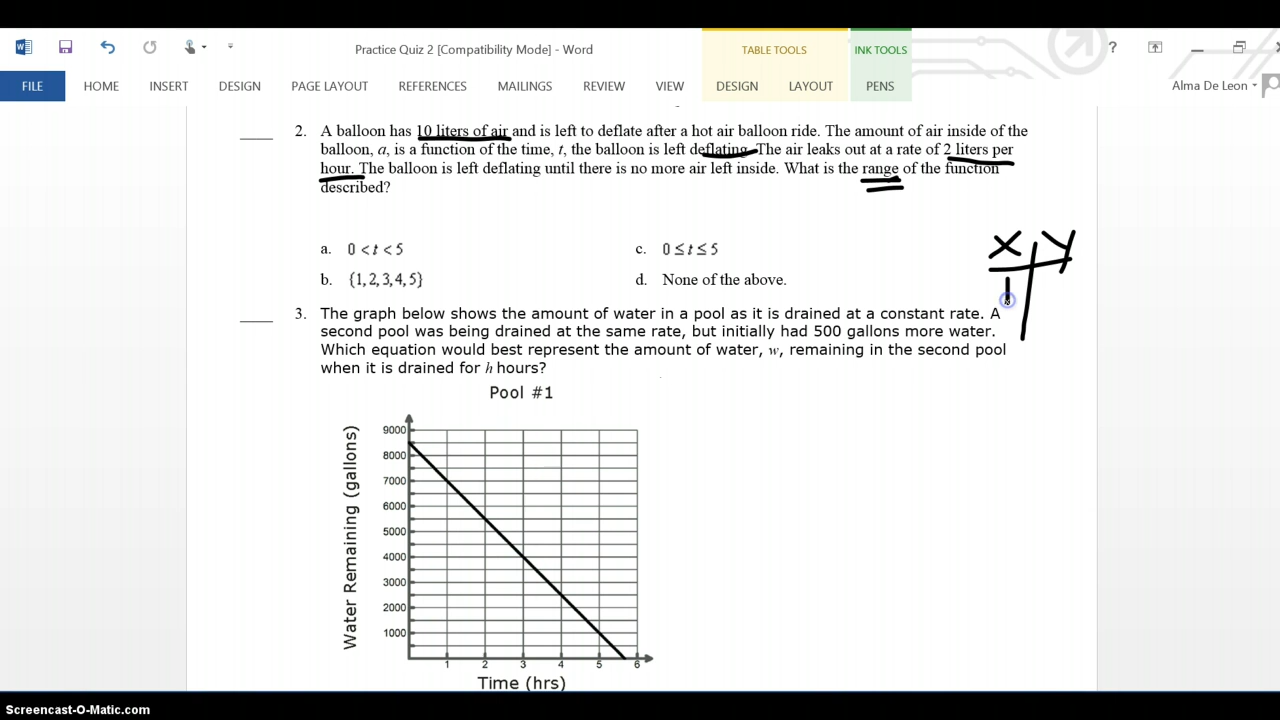 Practice Quiz 2 [Compatibility Mode] - Word
TABLE TOOLS
INK TOOLS
?
FILE
HOME
INSERT
DESIGN
PAGE LAYOUT
REFERENCES
MAILINGS
REVIEW
VIEW
DESIGN
LAYOUT
PENS
Alma De Leon
2. A balloon has 10 liters of air and is left to deflate after a hot air balloon ride. The amount of air inside of the
balloon, a, is a function of the time, t, the balloon is left deflating. The air leaks out at a rate of 2 liters per
hour. The balloon is left deflating until there is no more air left inside. What is the range of the function
described?
a. 0 < t < 5
c. 0 ≤ t ≤ 5
b. {1, 2, 3, 4, 5}
d. None of the above.
X Y
1
3. The graph below shows the amount of water in a pool as it is drained at a constant rate. A
second pool was being drained at the same rate, but initially had 500 gallons more water.
Which equation would best represent the amount of water, w, remaining in the second pool
when it is drained for h hours?
Pool #1
Water Remaining (gallons)
9000
8000
7000
6000
5000
4000
3000
2000
1000
1 2 3 4 5 6
Time (hrs)
Screencast-O-Matic.com